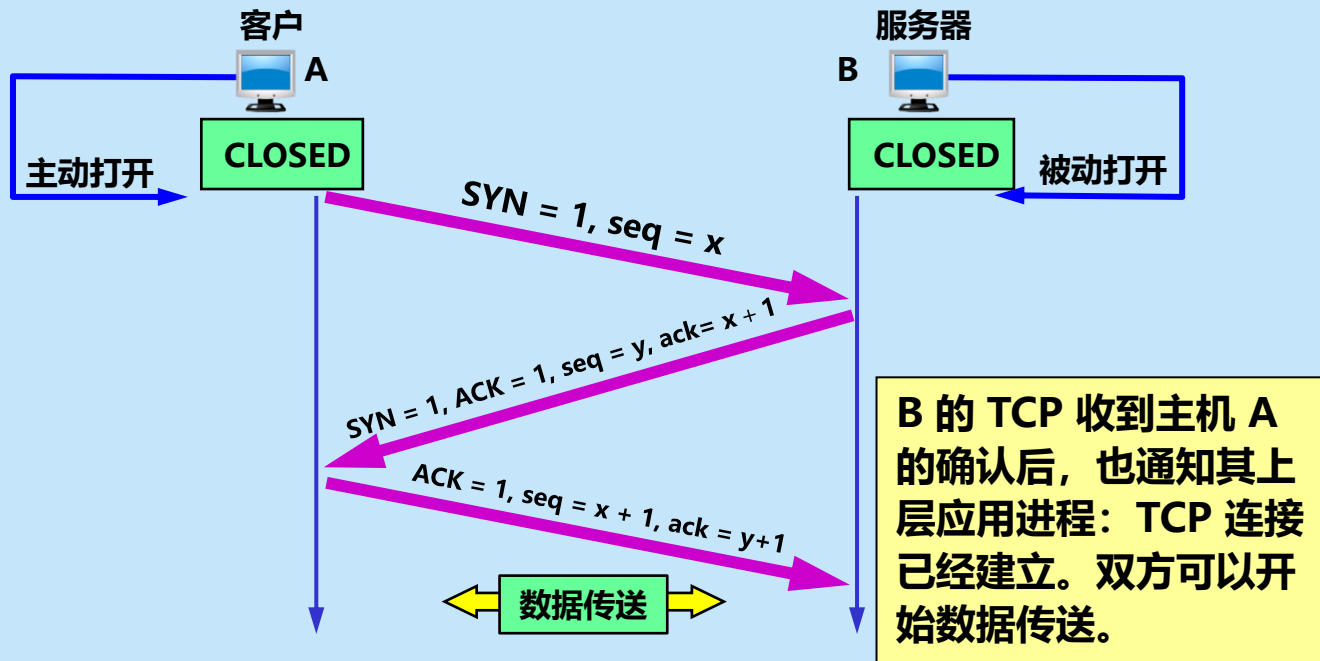 客户
服务器
A
B
CLOSED
CLOSED
主动打开
被动打开
SYN = 1, seq = x
SYN = 1, ACK = 1, seq = y, ack= x + 1
ACK = 1, seq = x + 1, ack = y+1
数据传送
B 的 TCP 收到主机 A
的确认后，也通知其上
层应用进程：TCP 连接
已经建立。双方可以开
始数据传送。